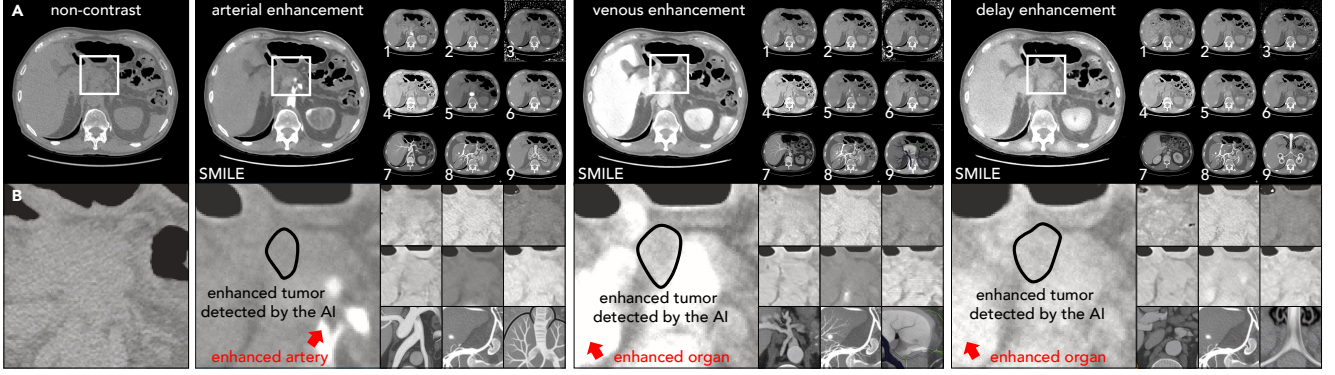 A
non-contrast
arterial enhancement
1
2
3
4
5
6
7
8
9
SMILE
venous enhancement
1
2
3
4
5
6
7
8
9
SMILE
delay enhancement
1
2
3
4
5
6
7
8
9
SMILE
B
enhanced tumor
detected by the AI
enhanced artery
enhanced tumor
detected by the AI
enhanced organ
enhanced tumor
detected by the AI
enhanced organ